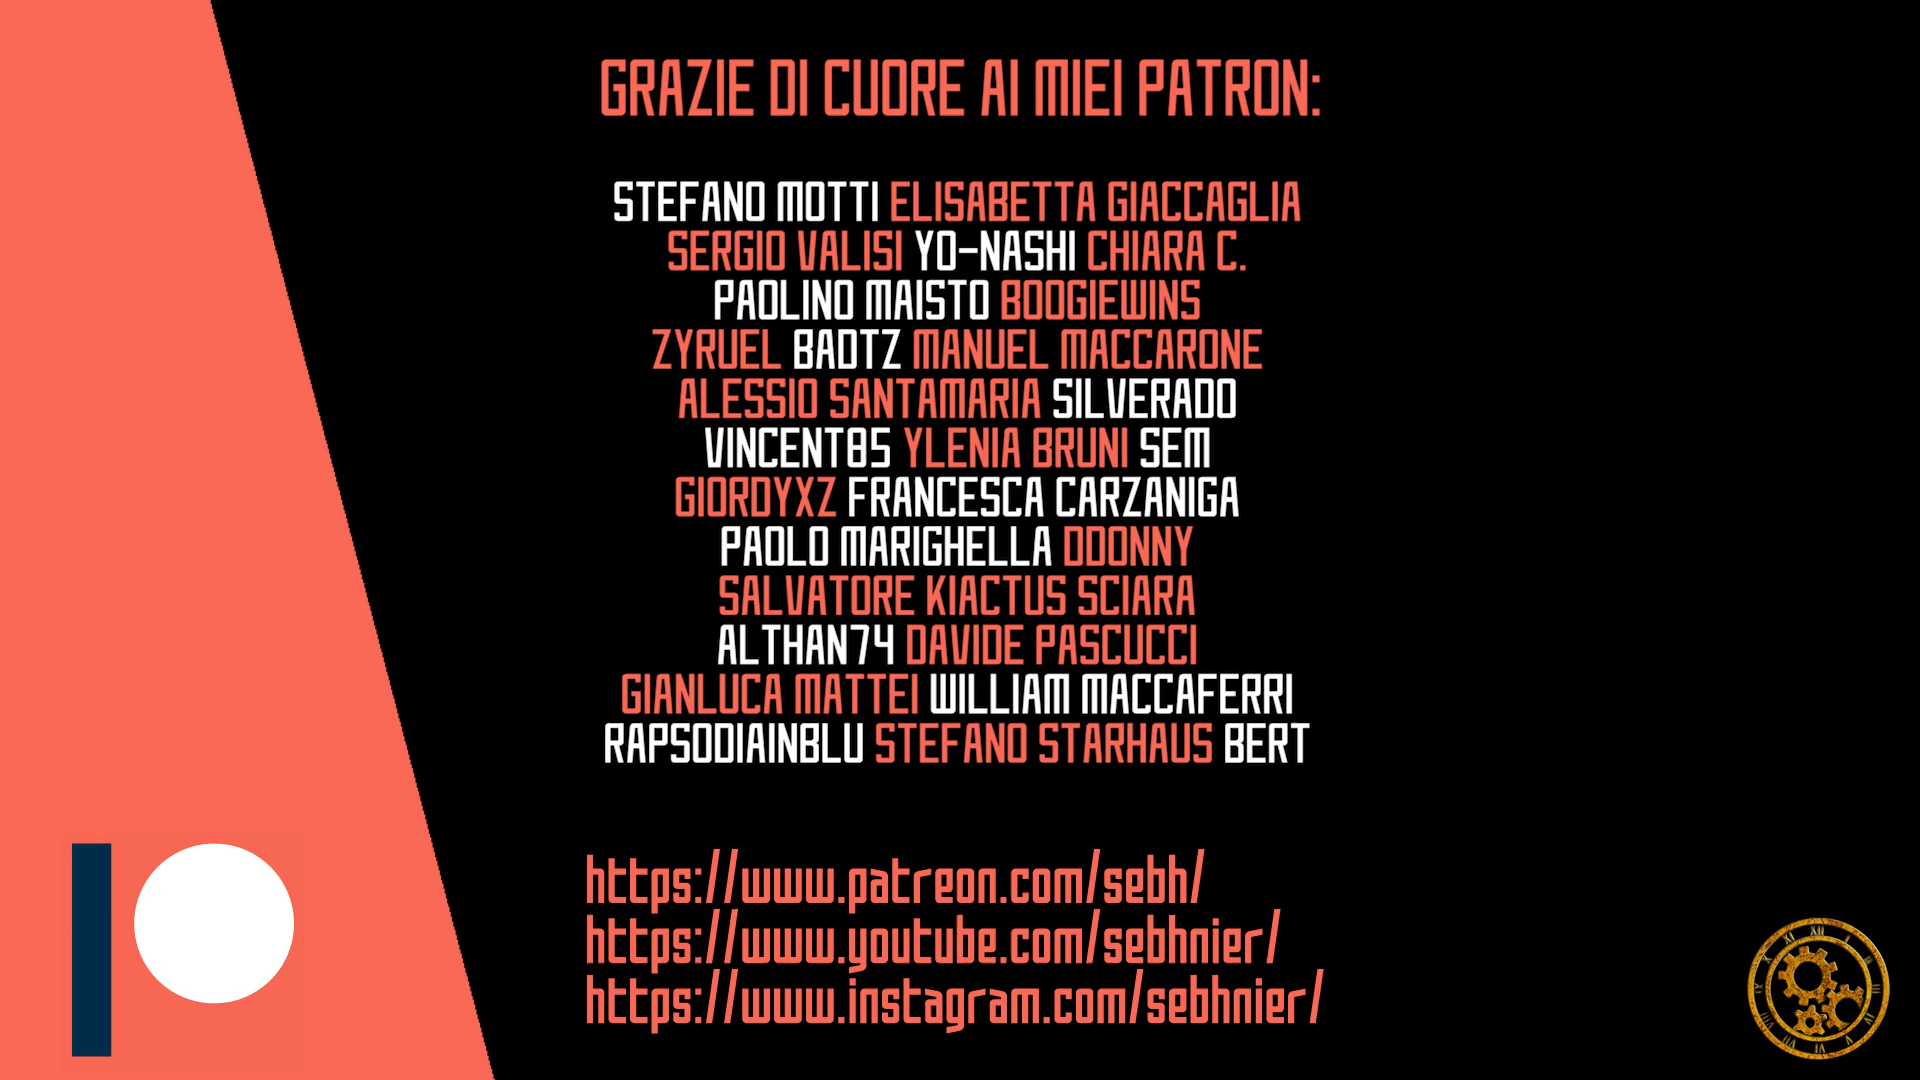 GRAZIE DI CUORE AI MIEI PATRON:
STEFANO MOTTI ELISABETTA GIACCAGLIA
SERGIO VALISI YO-NASHI CHIARA C.
PAOLINO MAISTO BOOGIEWINS
ZYRUEL BADTZ MANUEL MACCARONE
ALESSIO SANTAMARIA SILVERADO
VINCENT85 YLENIA BRUNI SEM
GIORDYXZ FRANCESCA CARZANIGA
PAOLO MARIGHELLA DDONNY
SALVATORE KIACTUS SCIARA
ALTHAN74 DAVIDE PASCUCCI
GIANLUCA MATTEI WILLIAM MACCAFERRI
RAPSODIAINBLU STEFANO STARHAUS BERT
https://www.patreon.com/sebh/
https://www.youtube.com/sebhnier/
https://www.instagram.com/sebhnier/